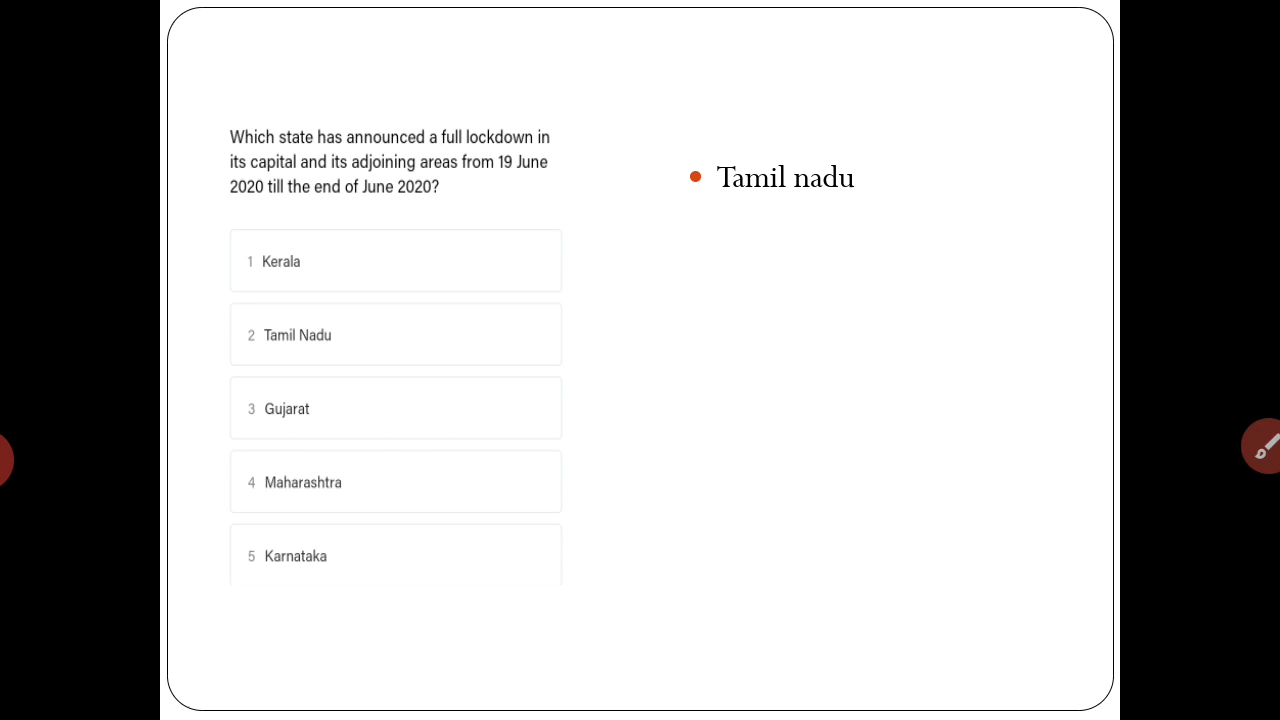 Which state has announced a full lockdown in
its capital and its adjoining areas from 19 June
2020 till the end of June 2020?
1 Kerala
2 Tamil Nadu
3 Gujarat
4 Maharashtra
5 Karnataka
Tamil nadu